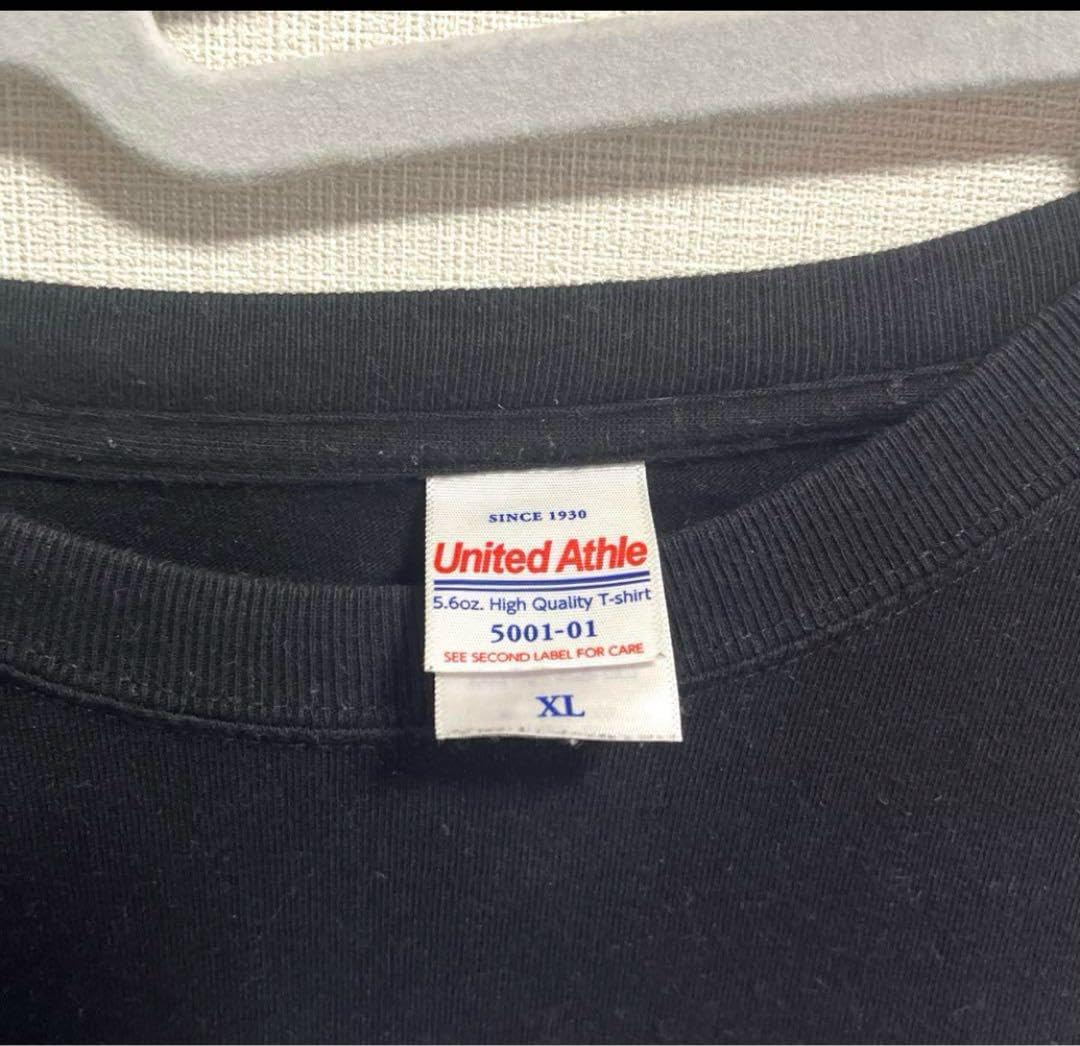 SINCE 1930
United Athle
5.6oz. High Quality T-shirt
5001-01
SEE SECOND LABEL FOR CARE
XL